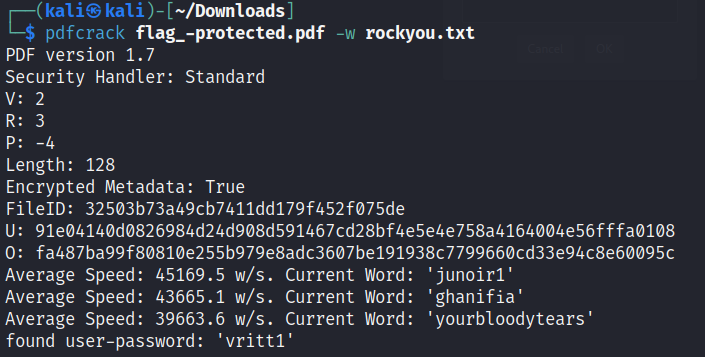 ┌──(kali㉿kali)-[~/Downloads]
└─$ pdfcrack flag_-protected.pdf -w rockyou.txt
PDF version 1.7
Security Handler: Standard
V: 2
R: 3
P: -4
Length: 128
Encrypted Metadata: True
FileID: 32503b73a49cb7411dd179f452f075de
U: 91e04140d0826984d24d908d591467cd28bf4e5e4e758a4164004e56fffa0108
O: fa487ba99f80810e255b979e8adc3607be191938c7799660cd33e94c8e60095c
Average Speed: 45169.5 w/s. Current Word: 'junoir1'
Average Speed: 43665.1 w/s. Current Word: 'ghanifia'
Average Speed: 39663.6 w/s. Current Word: 'yourbloodytears'
found user-password: 'vritt1'